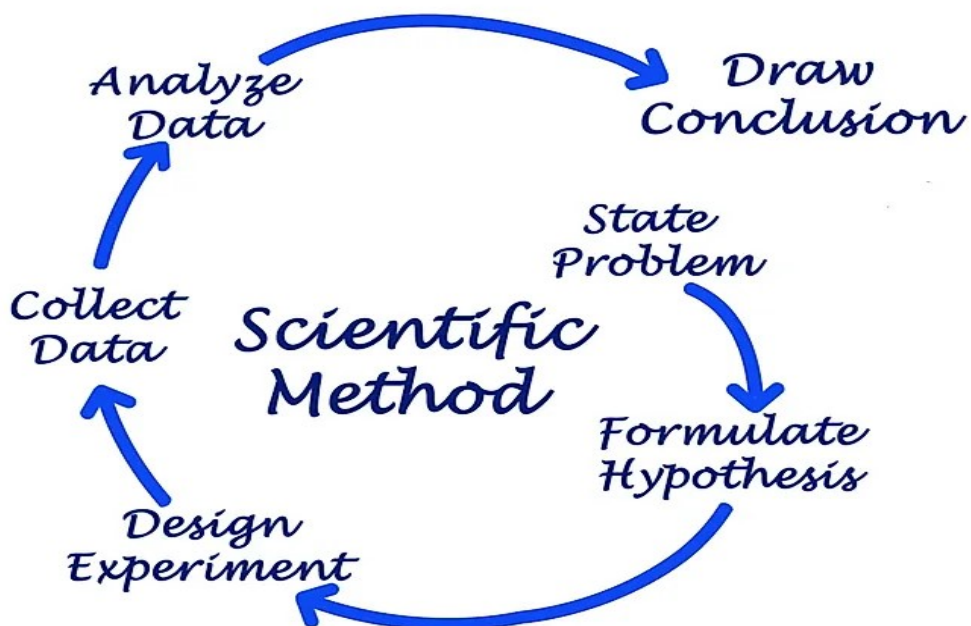 Analyze
Data
Draw
Conclusion
State
Problem
Collect
Data
Scientific
Method
Formulate
Hypothesis
Design
Experiment